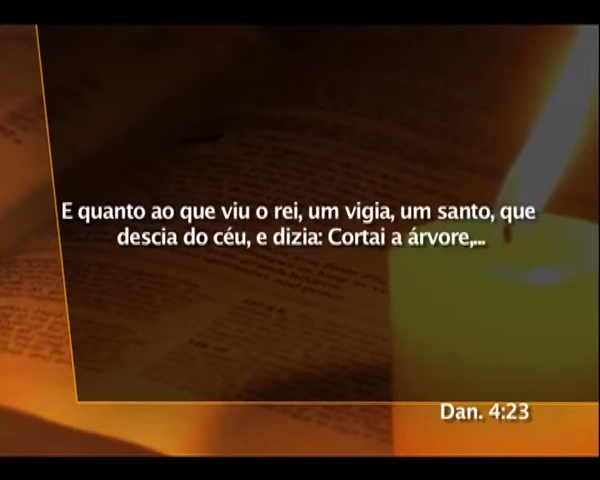 E quanto ao que viu o rei, um vigia, um santo, que
descia do céu, e dizia: Cortai a árvore,...
Dan. 4:23